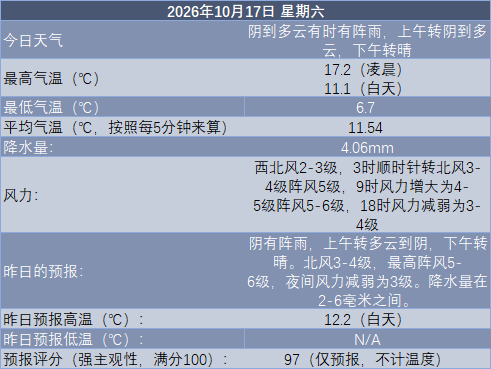 2026年10月17日 星期六
今日天气
阴到多云有时有阵雨，上午转阴到多
云，下午转晴
最高气温（℃）
17.2（凌晨）
11.1（白天）
最低气温（℃）
6.7
平均气温（℃，按照每5分钟来算）
11.54
降水量：
4.06mm
风力：
西北风2-3级，3时顺时针转北风3-
4级阵风5级，9时风力增大为4-
5级阵风5-6级，18时风力减弱为3-
4级
昨日的预报：
阴有阵雨，上午转多云到阴，下午转
晴。北风3-4级，最高阵风5-
6级，夜间风力减弱为3级。降水量在
2-6毫米之间。
昨日预报高温（℃）：
12.2（白天）
昨日预报低温（℃）：
N/A
预报评分（强主观性，满分100）：
97（仅预报，不计温度）